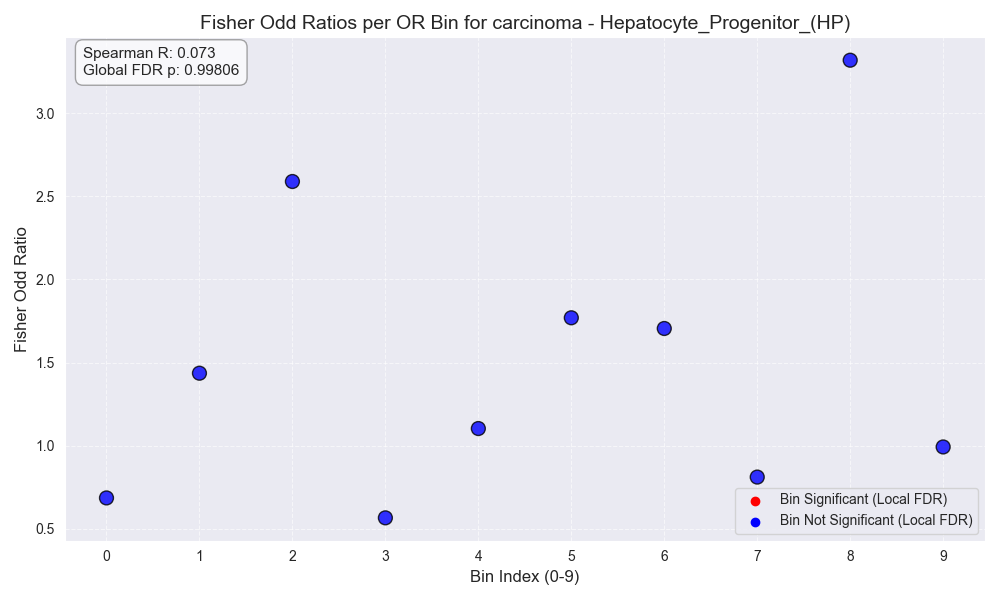 Fisher Odd Ratios per OR Bin for carcinoma - Hepatocyte_Progenitor_(HP)
Spearman R: 0.073
Global FDR p: 0.99806
Fisher Odd Ratio
3.0
2.5
2.0
1.5
1.0
0.5
Bin Significant (Local FDR)
Bin Not Significant (Local FDR)
0 1 2 3 4 5 6 7 8 9
Bin Index (0-9)